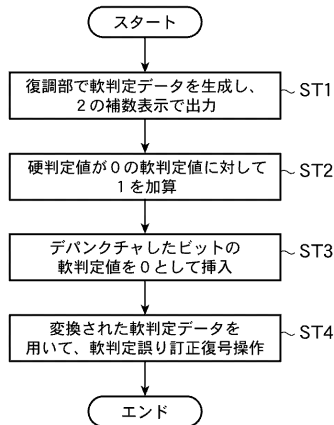 スタート
復調部で軟判定データを生成し、
2の補数表示で出力
ST1
硬判定値が0の軟判定値に対して
1を加算
ST2
デパンクチャしたビットの
軟判定値を0として挿入
ST3
変換された軟判定データを
用いて、軟判定誤り訂正復号操作
ST4
エンド